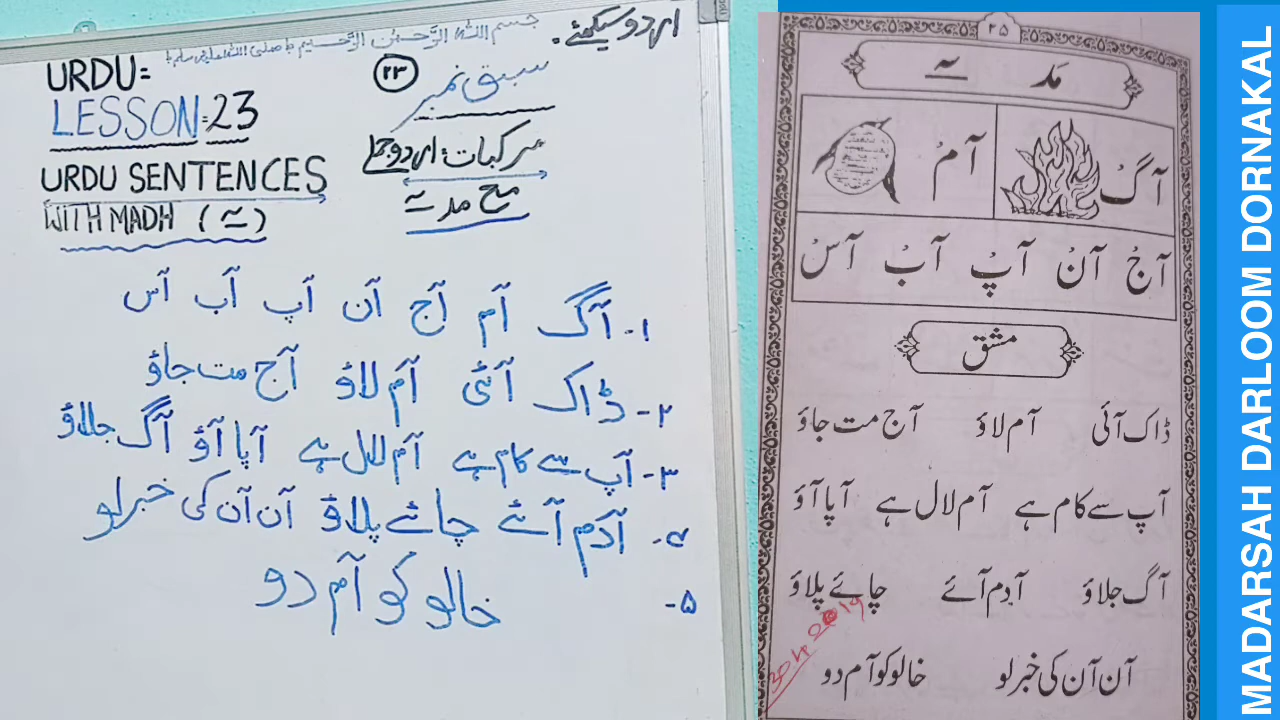 اردو سیکھئے۔
بسم اللہ الرحمن الرحیم یا صلی اللہ علیہ وسلم
URDU=
LESSON:23
سبق نمبر ۲۳
مرکبات: اردو جملے
URDU SENTENCES
WITH MADH ( ـٓ )
مع مد ـٓ
۱- آگ آم آج آن آپ آب آس
۲- ڈاک آئی آم لاؤ آج مت جاؤ
۳- آپ سے کام ہے آم لال ہے آپا آؤ آگ جلاؤ
۴- آدم آئے چائے پلاؤ آن آن کی خبر لو
۵- خالو کو آم دو
۲۵
مَد ـٓ
آگ آم
آج آن آپ آب آس
مشق
ڈاک آئی آم لاؤ آج مت جاؤ
آپ سے کام ہے آم لال ہے آپا آؤ
آگ جلاؤ آدم آئے چائے پلاؤ
آن آن کی خبر لو خالو کو آم دو
MADARSAH DARLOOM DORNAKAL